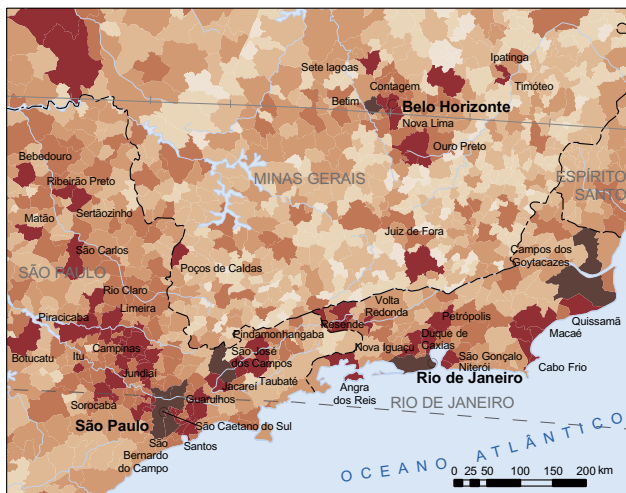 Ipatinga
Sete lagoas
Contagem
Timóteo
Betim
Belo Horizonte
Nova Lima
Ouro Preto
Bebedouro
Ribeirão Preto
MINAS GERAIS
ESPÍRITO
SANTO
Sertãozinho
Matão
Juiz de Fora
Campos dos
Goytacazes
São Carlos
SÃO PAULO
Poços de Caldas
Rio Claro
Volta
Redonda
Limeira
Petrópolis
Quissamã
Piracicaba
Resende
Macaé
Pindamonhangaba
Duque de
Caxias
Campinas
São José
dos Campos
Nova Iguaçu
Botucatu
Itu
São Gonçalo
Niterói
Cabo Frio
Jundiaí
Taubaté
Jacareí
Rio de Janeiro
Angra
dos Reis
Sorocaba
Guarulhos
RIO DE JANEIRO
São Paulo
São Caetano do Sul
São
Bernardo
do Campo
Santos
OCEANO ATLÂNTICO
0 25 50 100 150 200 km